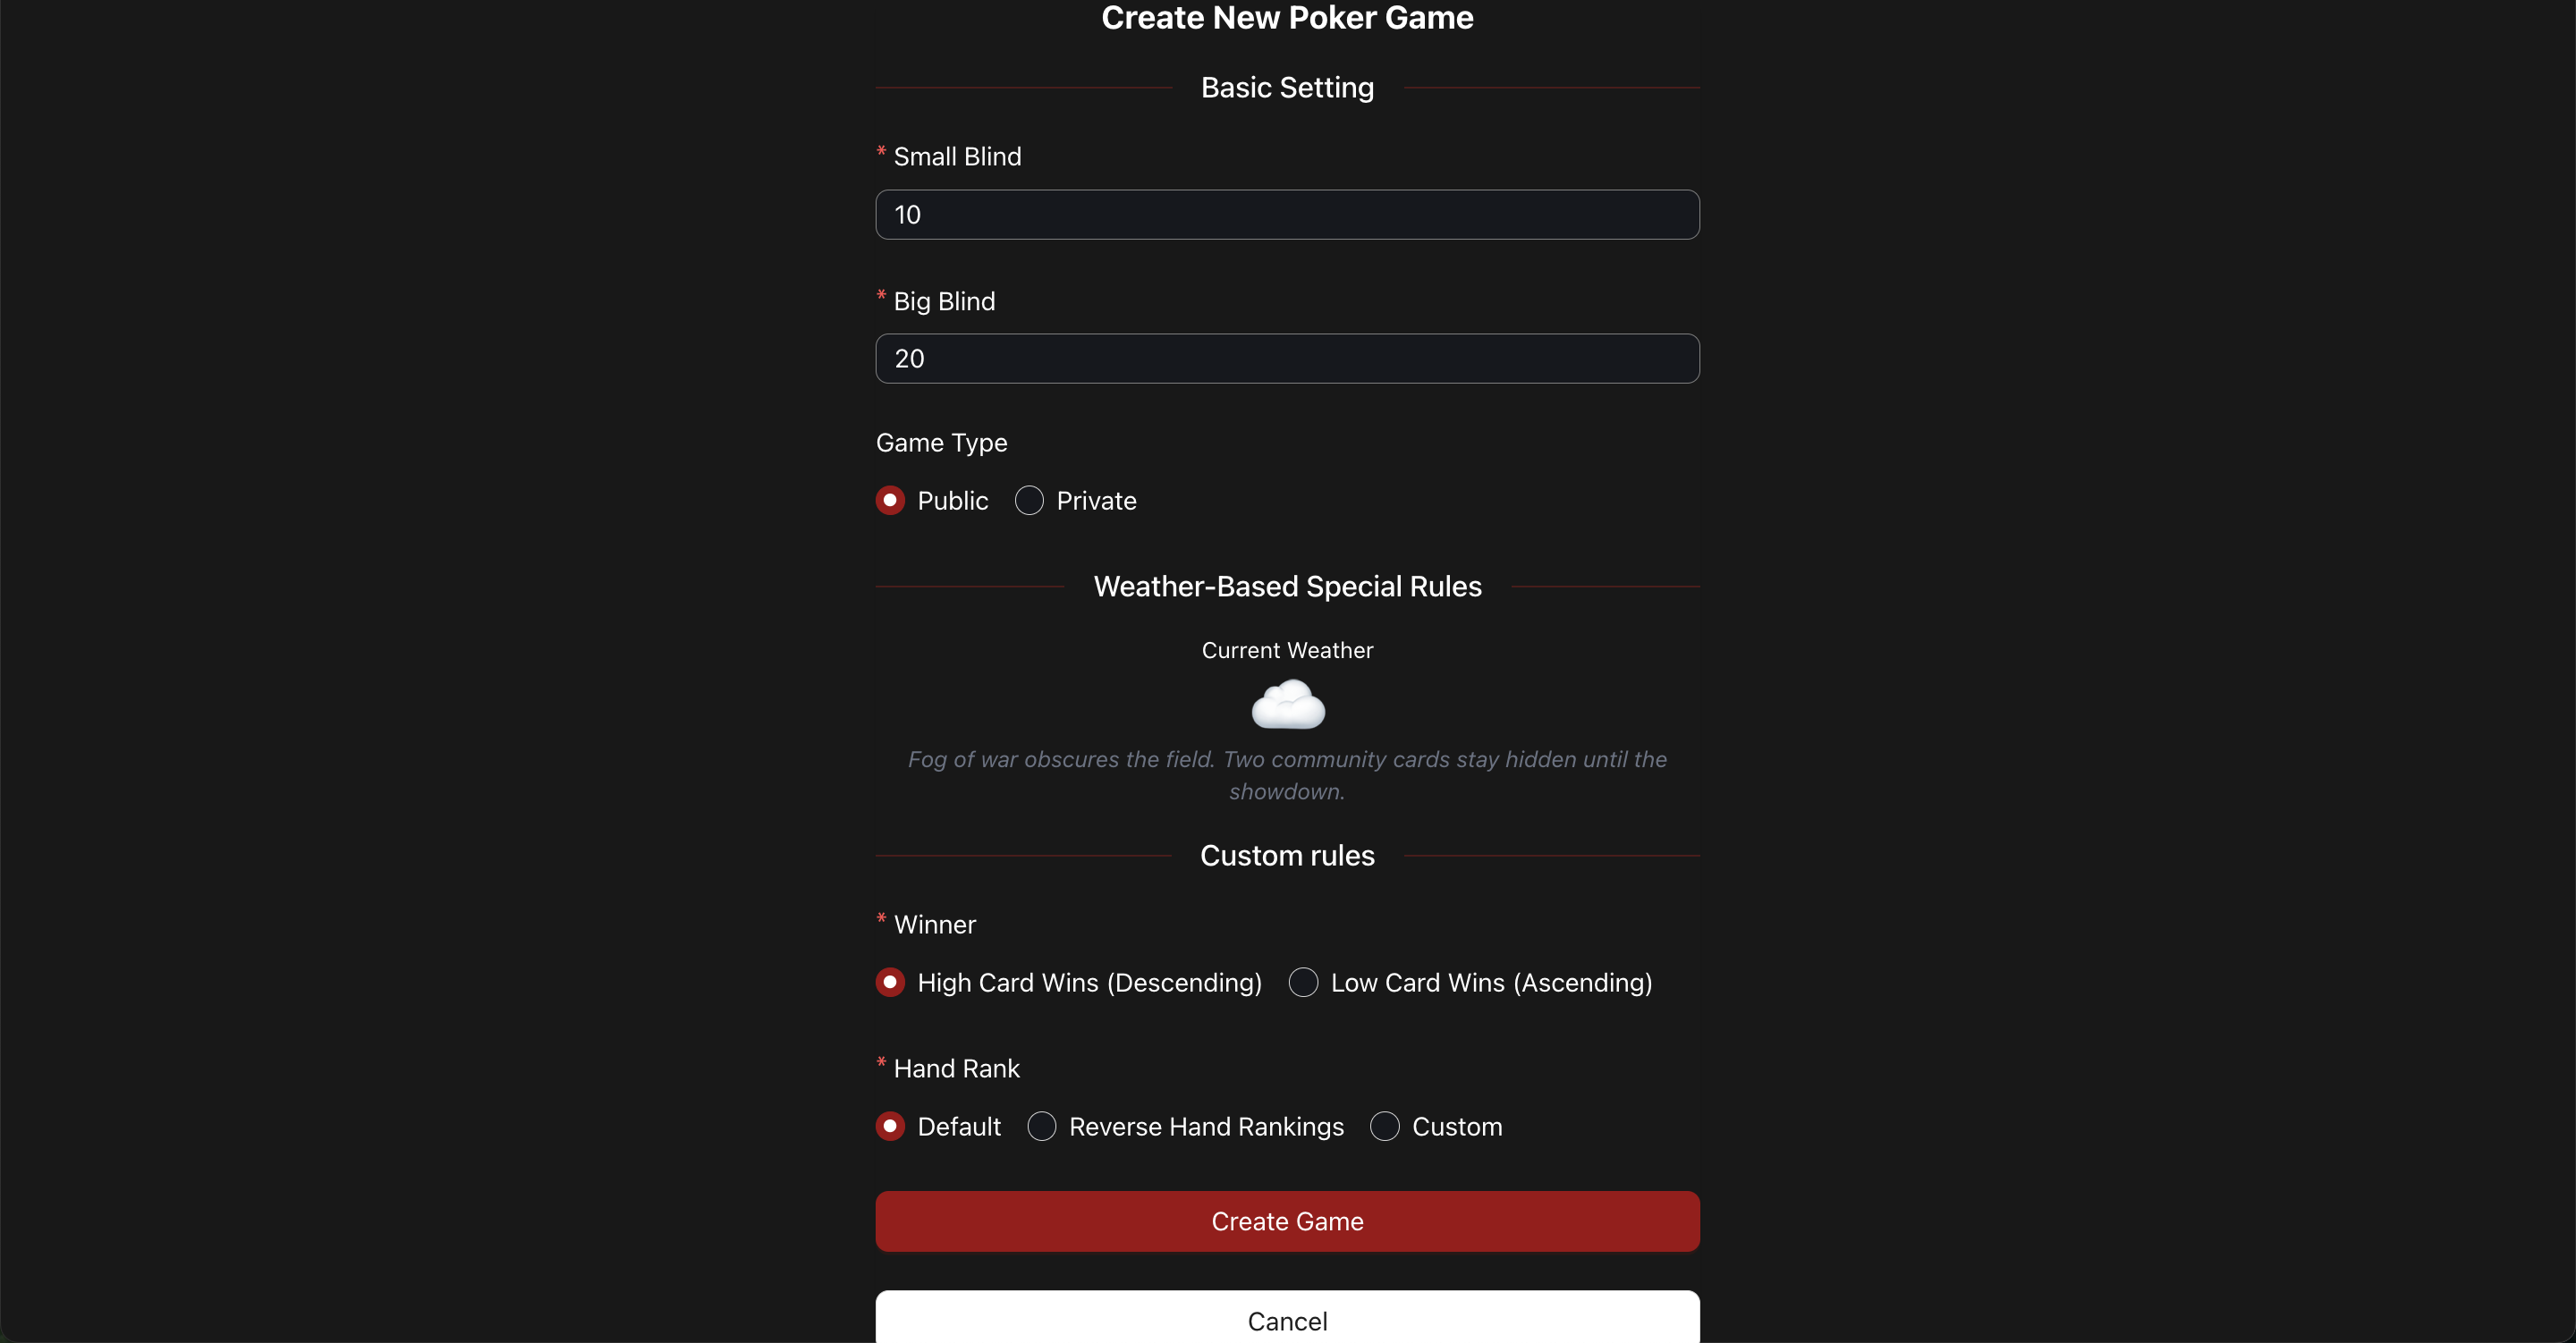 Create New Poker Game
Basic Setting
* Small Blind
10
* Big Blind
20
Game Type
Public Private
Weather-Based Special Rules
Current Weather
Fog of war obscures the field. Two community cards stay hidden until the
showdown.
Custom rules
* Winner
High Card Wins (Descending) Low Card Wins (Ascending)
* Hand Rank
Default Reverse Hand Rankings Custom
Create Game
Cancel